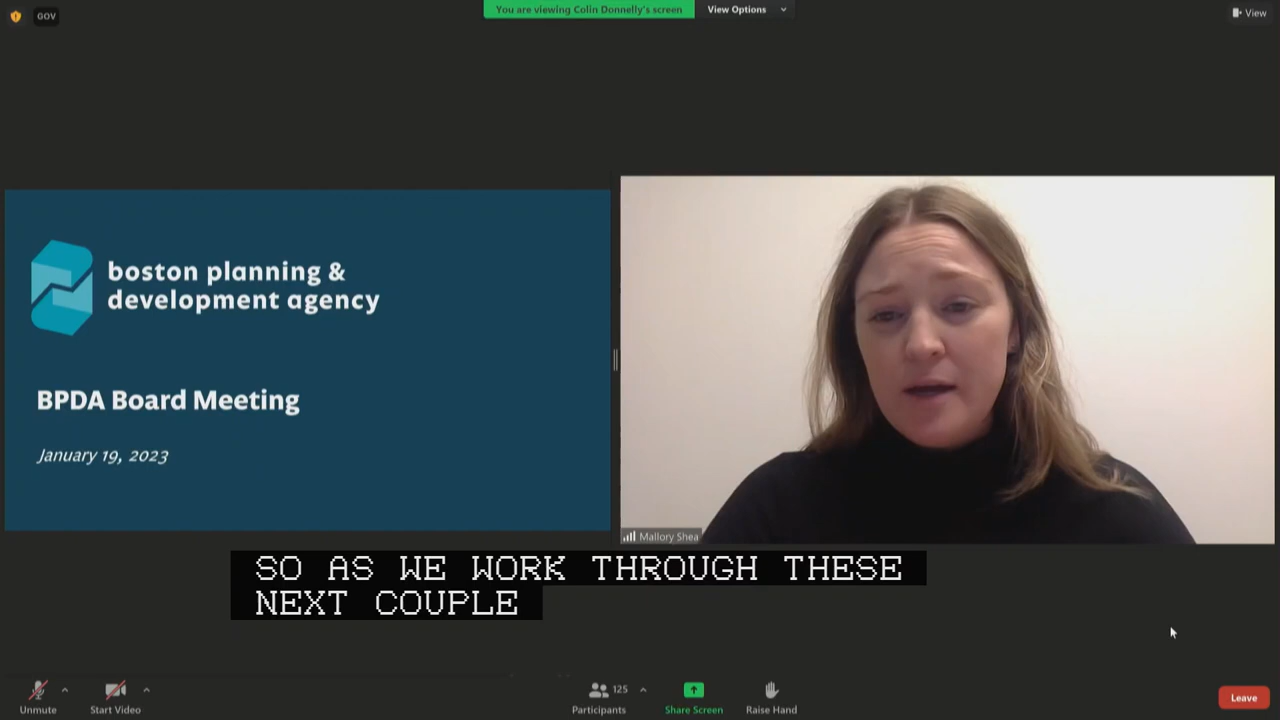 GOV
You are viewing Colin Donnelly's screen
View Options
View
boston planning &
development agency
BPDA Board Meeting
January 19, 2023
Mallory Shea
SO AS WE WORK THROUGH THESE
NEXT COUPLE
Unmute
Start Video
125
Participants
Share Screen
Raise Hand
Leave